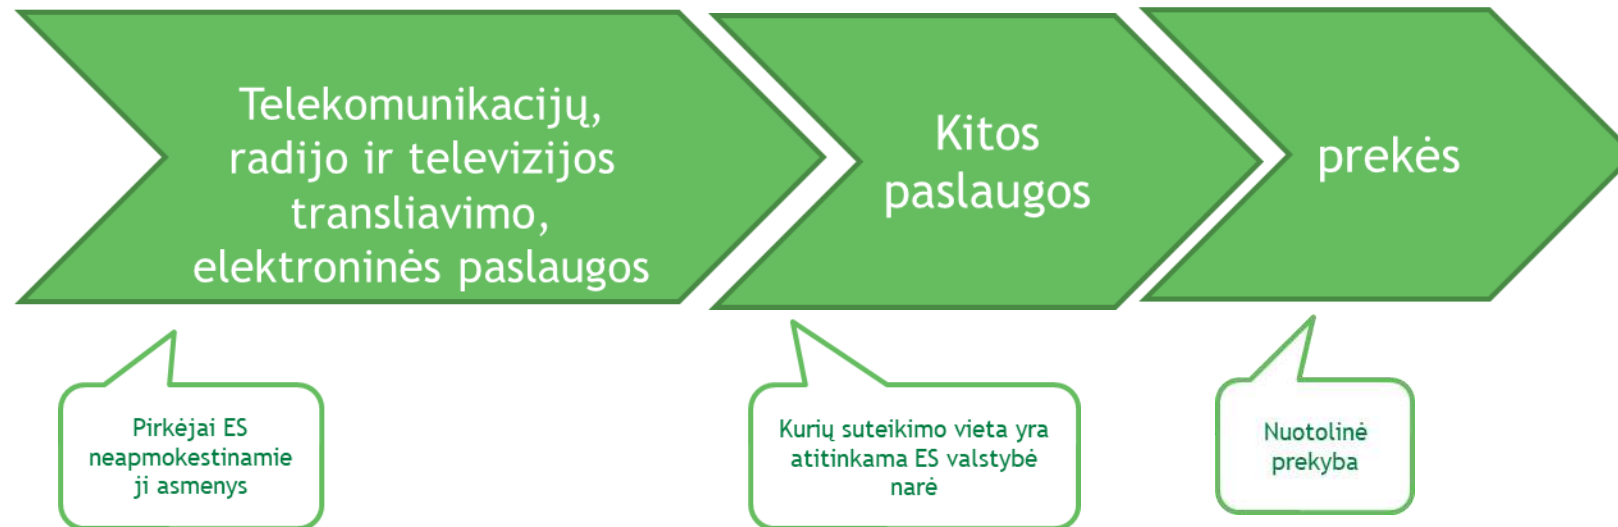 Telekomunikacijų,
radijo ir televizijos
transliavimo,
elektroninės paslaugos
Kitos
paslaugos
prekės
Pirkėjai ES
neapmokestinamie
ji asmenys
Kurių suteikimo vieta yra
atitinkama ES valstybė
narė
Nuotolinė
prekyba